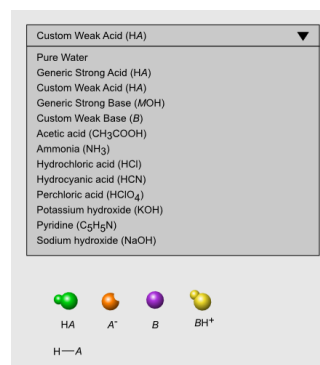 Custom Weak Acid (HA)
Pure Water
Generic Strong Acid (HA)
Custom Weak Acid (HA)
Generic Strong Base (MOH)
Custom Weak Base (B)
Acetic acid (CH3COOH)
Ammonia (NH3)
Hydrochloric acid (HCl)
Hydrocyanic acid (HCN)
Perchloric acid (HClO4)
Potassium hydroxide (KOH)
Pyridine (C5H5N)
Sodium hydroxide (NaOH)
HA A- B BH+
H—A